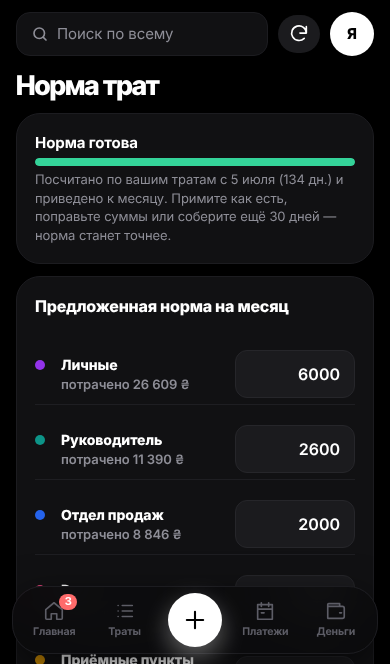 Поиск по всему
Я
Норма трат
Норма готова
Посчитано по вашим тратам с 5 июля (134 дн.) и
приведено к месяцу. Примите как есть,
поправьте суммы или соберите ещё 30 дней —
норма станет точнее.
Предложенная норма на месяц
Личные
потрачено 26 609 ₴
6000
Руководитель
потрачено 11 390 ₴
2600
Отдел продаж
потрачено 8 846 ₴
2000
3
Главная
Траты
Платежи
Деньги
Приёмные пункты